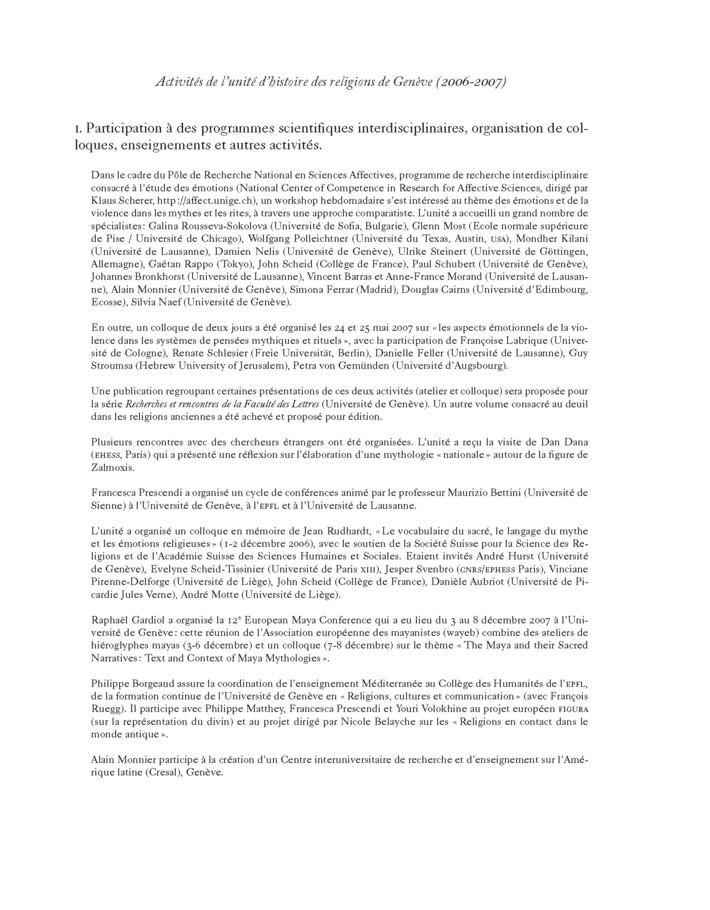 Activités de l'unité d'histoire des religions de Genève (2006-2007)
1. Participation à des programmes scientifiques interdisciplinaires, organisation de col-
loques, enseignements et autres activités.
Dans le cadre du Pôle de Recherche National en Sciences Affectives, programme de recherche interdisciplinaire
consacré à l'étude des émotions (National Center of Competence in Research for Affective Sciences, dirigé par
Klaus Scherer, http://affect.unige.ch), un workshop hebdomadaire s'est intéressé au thème des émotions et de la
violence dans les mythes et les rites, à travers une approche comparatiste. L'unité a accueilli un grand nombre de
spécialistes: Galina Rousseva-Sokolova (Université de Sofia, Bulgarie), Glenn Most (Ecole normale supérieure
de Pise / Université de Chicago), Wolfgang Polleichtner (Université du Texas, Austin, USA), Mondher Kilani
(Université de Lausanne), Damien Nelis (Université de Genève), Ulrike Steinert (Université de Göttingen,
Allemagne), Gaétan Rappo (Tokyo), John Scheid (Collège de France), Paul Schubert (Université de Genève),
Johannes Bronkhorst (Université de Lausanne), Vincent Barras et Anne-France Morand (Université de Lausan-
ne), Alain Monnier (Université de Genève), Simona Ferrar (Madrid), Douglas Cairns (Université d'Edimbourg,
Ecosse), Silvia Naef (Université de Genève).
En outre, un colloque de deux jours a été organisé les 24 et 25 mai 2007 sur « les aspects émotionnels de la vio-
lence dans les systèmes de pensées mythiques et rituels », avec la participation de Françoise Labrique (Univer-
sité de Cologne), Renate Schlesier (Freie Universität, Berlin), Danielle Feller (Université de Lausanne), Guy
Stroumsa (Hebrew University of Jerusalem), Petra von Gemünden (Université d'Augsbourg).
Une publication regroupant certaines présentations de ces deux activités (atelier et colloque) sera proposée pour
la série Recherches et rencontres de la Faculté des Lettres (Université de Genève). Un autre volume consacré au deuil
dans les religions anciennes a été achevé et proposé pour édition.
Plusieurs rencontres avec des chercheurs étrangers ont été organisées. L'unité a reçu la visite de Dan Dana
(EHESS, Paris) qui a présenté une réflexion sur l'élaboration d'une mythologie « nationale » autour de la figure de
Zalmoxis.
Francesca Prescendi a organisé un cycle de conférences animé par le professeur Maurizio Bettini (Université de
Sienne) à l'Université de Genève, à l'EPFL et à l'Université de Lausanne.
L'unité a organisé un colloque en mémoire de Jean Rudhardt, « Le vocabulaire du sacré, le langage du mythe
et les émotions religieuses » (1-2 décembre 2006), avec le soutien de la Société Suisse pour la Science des Re-
ligions et de l'Académie Suisse des Sciences Humaines et Sociales. Etaient invités André Hurst (Université
de Genève), Evelyne Scheid-Tissinier (Université de Paris XIII), Jesper Svenbro (CNRS/EPHESS Paris), Vinciane
Pirenne-Delforge (Université de Liège), John Scheid (Collège de France), Danièle Aubriot (Université de Pi-
cardie Jules Verne), André Motte (Université de Liège).
Raphaël Gardiol a organisé la 12e European Maya Conference qui a eu lieu du 3 au 8 décembre 2007 à l'Uni-
versité de Genève: cette réunion de l'Association européenne des mayanistes (wayeb) combine des ateliers de
hiéroglyphes mayas (3-6 décembre) et un colloque (7-8 décembre) sur le thème « The Maya and their Sacred
Narratives: Text and Context of Maya Mythologies ».
Philippe Borgeaud assure la coordination de l'enseignement Méditerranée au Collège des Humanités de l'EPFL,
de la formation continue de l'Université de Genève en « Religions, cultures et communication » (avec François
Ruegg). Il participe avec Philippe Matthey, Francesca Prescendi et Youri Volokhine au projet européen FIGURA
(sur la représentation du divin) et au projet dirigé par Nicole Belayche sur les « Religions en contact dans le
monde antique ».
Alain Monnier participe à la création d'un Centre interuniversitaire de recherche et d'enseignement sur l'Amé-
rique latine (Cresal), Genève.